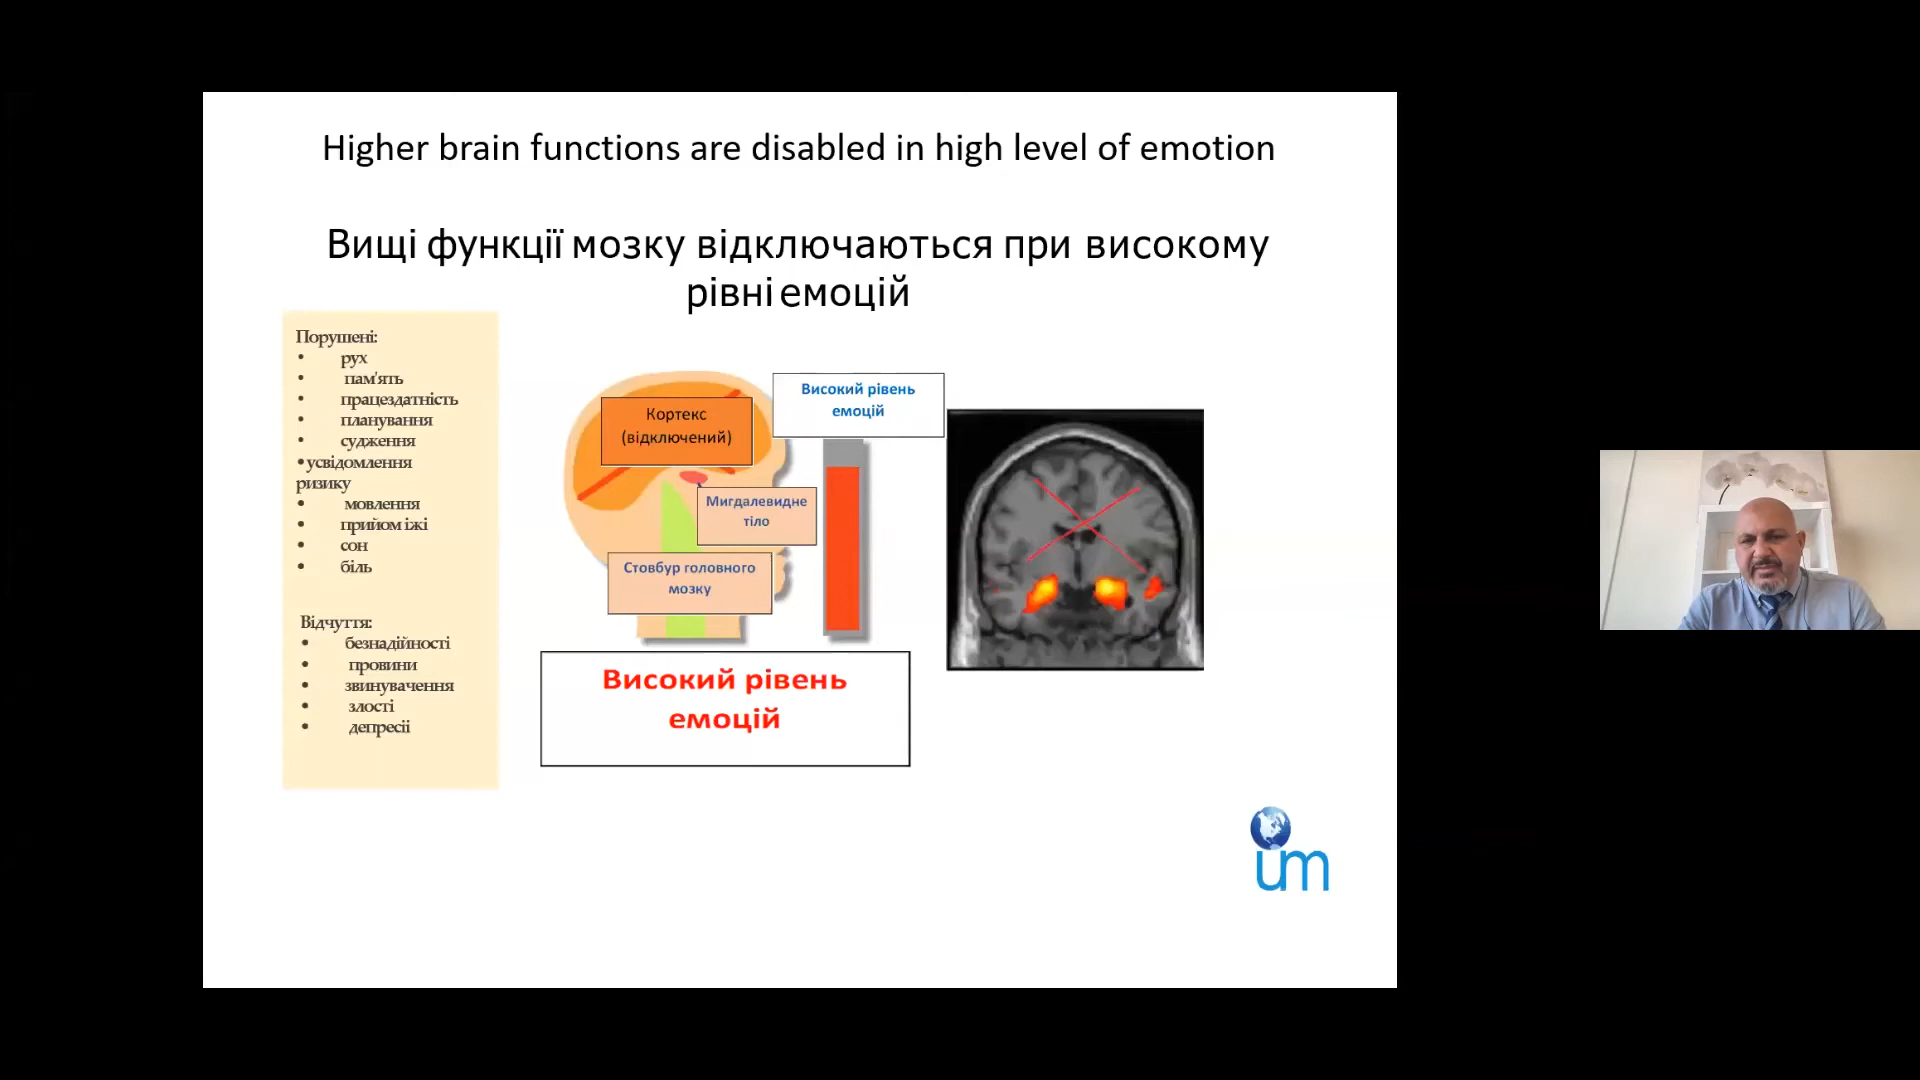 Higher brain functions are disabled in high level of emotion
Вищі функції мозку відключаються при високому
рівні емоцій
Порушені:
• рух
• пам'ять
• працездатність
• планування
• судження
•усвідомлення
ризику
• мовлення
• прийом їжі
• сон
• біль
Відчуття:
• безнадійності
• провини
• звинувачення
• злості
• депресії
Кортекс
(відключений)
Високий рівень
емоцій
Мигдалевидне
тіло
Стовбур головного
мозку
Високий рівень
емоцій
um